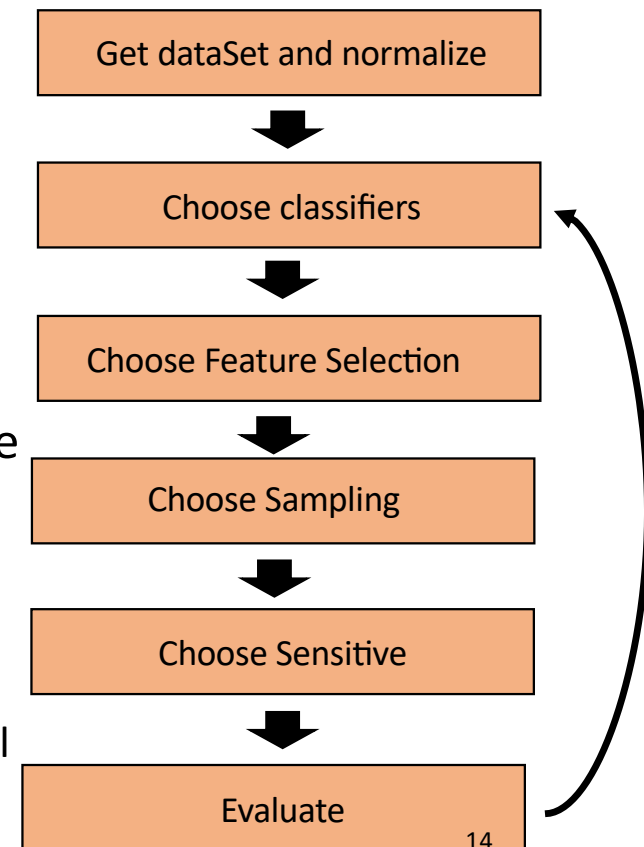 Get dataSet and normalize
Choose classifiers
Choose Feature Selection
e
Choose Sampling
Choose Sensitive
l
Evaluate
14